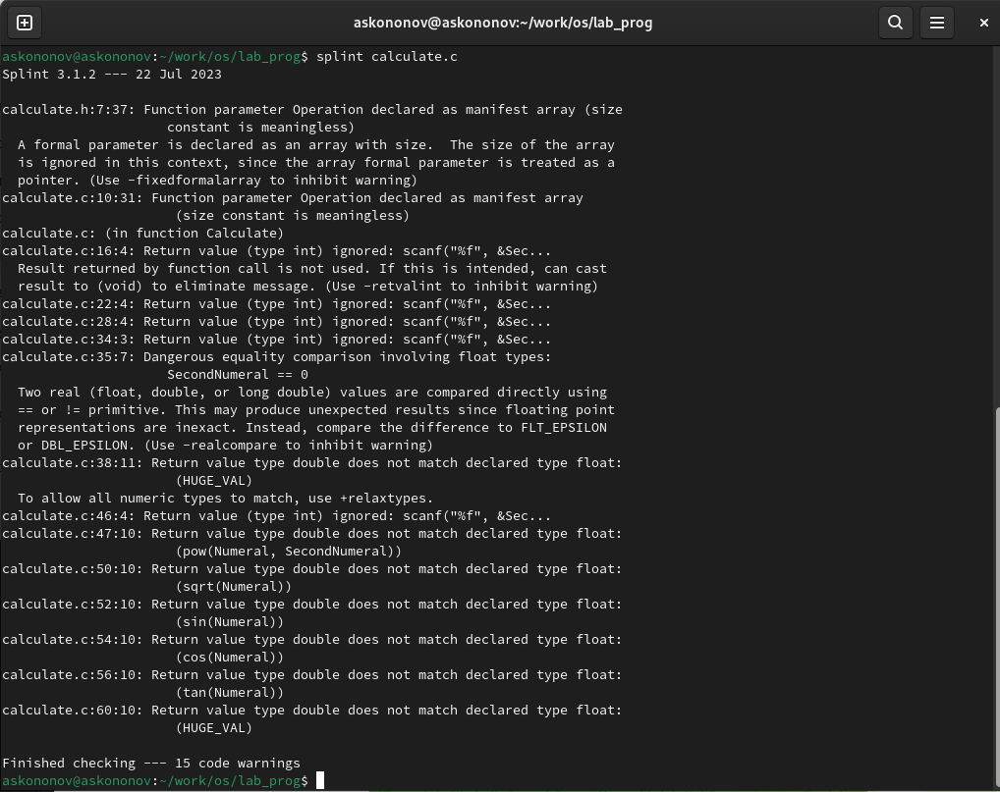 askononov@askononov:~/work/os/lab_prog
askononov@askononov:~/work/os/lab_prog$ splint calculate.c
Splint 3.1.2 --- 22 Jul 2023
calculate.h:7:37: Function parameter Operation declared as manifest array (size
constant is meaningless)
A formal parameter is declared as an array with size.  The size of the array
is ignored in this context, since the array formal parameter is treated as a
pointer. (Use -fixedformalarray to inhibit warning)
calculate.c:10:31: Function parameter Operation declared as manifest array
(size constant is meaningless)
calculate.c: (in function Calculate)
calculate.c:16:4: Return value (type int) ignored: scanf("%f", &Sec...
Result returned by function call is not used. If this is intended, can cast
result to (void) to eliminate message. (Use -retvalint to inhibit warning)
calculate.c:22:4: Return value (type int) ignored: scanf("%f", &Sec...
calculate.c:28:4: Return value (type int) ignored: scanf("%f", &Sec...
calculate.c:34:3: Return value (type int) ignored: scanf("%f", &Sec...
calculate.c:35:7: Dangerous equality comparison involving float types:
SecondNumeral == 0
Two real (float, double, or long double) values are compared directly using
== or != primitive. This may produce unexpected results since floating point
representations are inexact. Instead, compare the difference to FLT_EPSILON
or DBL_EPSILON. (Use -realcompare to inhibit warning)
calculate.c:38:11: Return value type double does not match declared type float:
(HUGE_VAL)
To allow all numeric types to match, use +relaxtypes.
calculate.c:46:4: Return value (type int) ignored: scanf("%f", &Sec...
calculate.c:47:10: Return value type double does not match declared type float:
(pow(Numeral, SecondNumeral))
calculate.c:50:10: Return value type double does not match declared type float:
(sqrt(Numeral))
calculate.c:52:10: Return value type double does not match declared type float:
(sin(Numeral))
calculate.c:54:10: Return value type double does not match declared type float:
(cos(Numeral))
calculate.c:56:10: Return value type double does not match declared type float:
(tan(Numeral))
calculate.c:60:10: Return value type double does not match declared type float:
(HUGE_VAL)
Finished checking --- 15 code warnings
askononov@askononov:~/work/os/lab_prog$